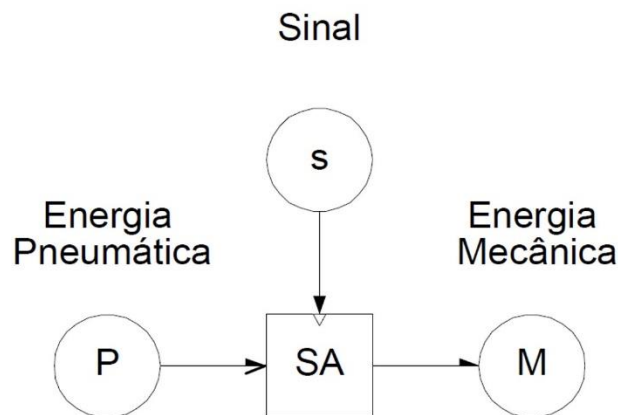 Sinal
s
Energia
Pneumática
Energia
Mecânica
P
SA
M